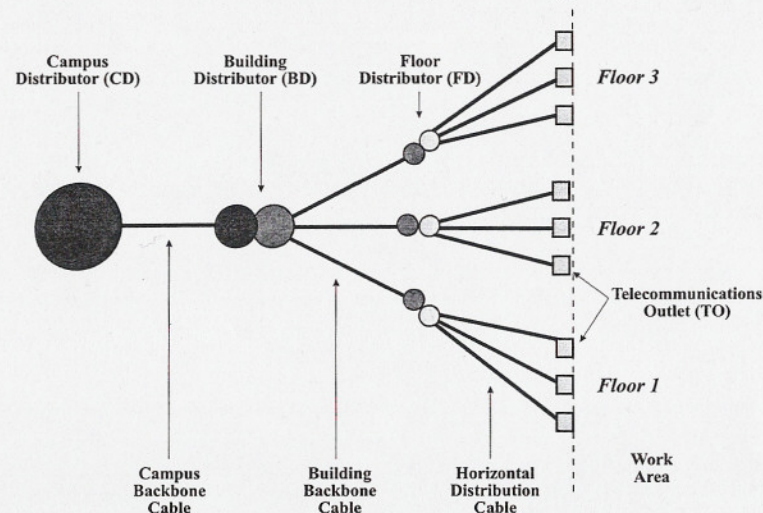 Campus
Distributor (CD)
Building
Distributor (BD)
Floor
Distributor (FD)
Floor 3
Floor 2
Telecommunications
Outlet (TO)
Floor 1
Campus
Backbone
Cable
Building
Backbone
Cable
Horizontal
Distribution
Cable
Work
Area